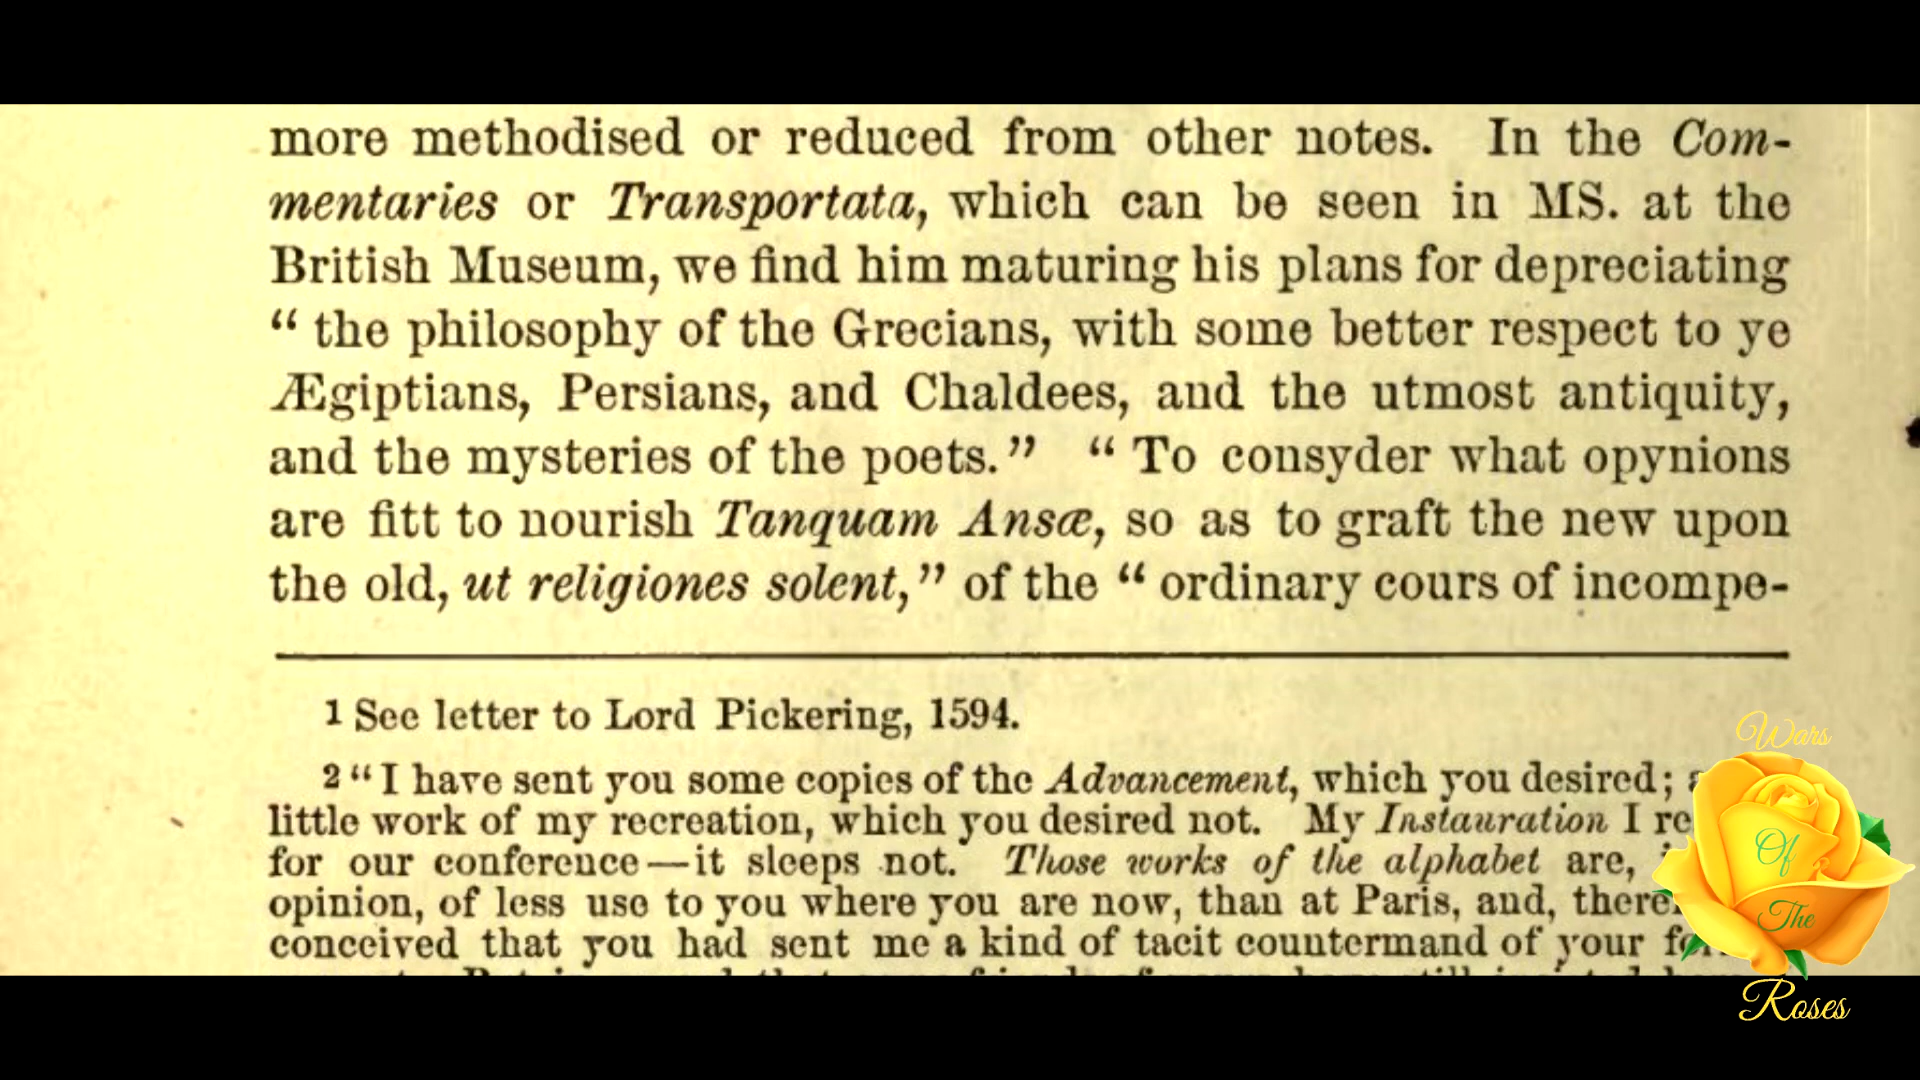 more methodised or reduced from other notes. In the Com-
mentaries or Transportata, which can be seen in MS. at the
British Museum, we find him maturing his plans for depreciating
“ the philosophy of the Grecians, with some better respect to ye
Ægiptians, Persians, and Chaldees, and the utmost antiquity,
and the mysteries of the poets.” “ To consyder what opynions
are fitt to nourish Tanquam Ansæ, so as to graft the new upon
the old, ut religiones solent,” of the “ ordinary cours of incompe-
1 See letter to Lord Pickering, 1594.
2 “ I have sent you some copies of the Advancement, which you desired;
little work of my recreation, which you desired not. My Instauration I
for our conference—it sleeps not. Those works of the alphabet are,
opinion, of less use to you where you are now, than at Paris, and,
conceived that you had sent me a kind of tacit countermand of your
Wars
Of
The
Roses